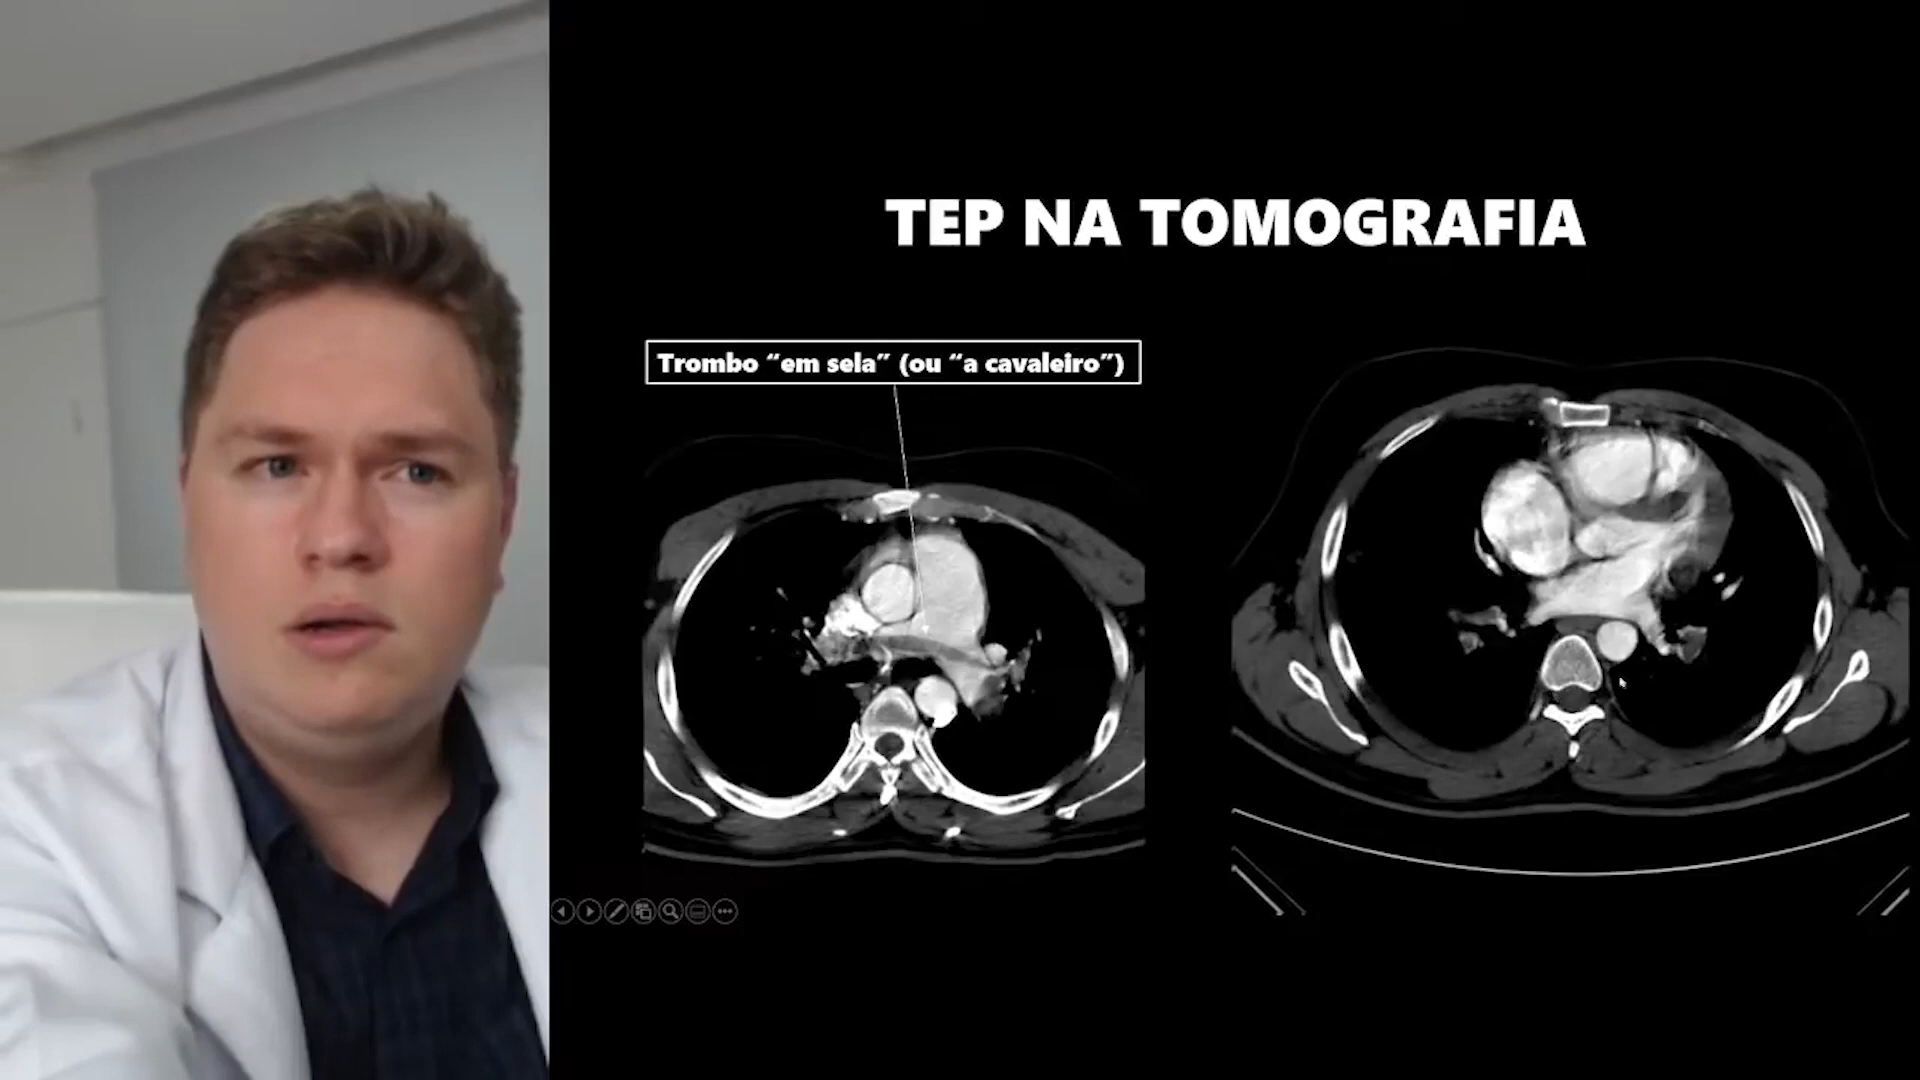 TEP NA TOMOGRAFIA
Trombo “em sela” (ou “a cavaleiro”)